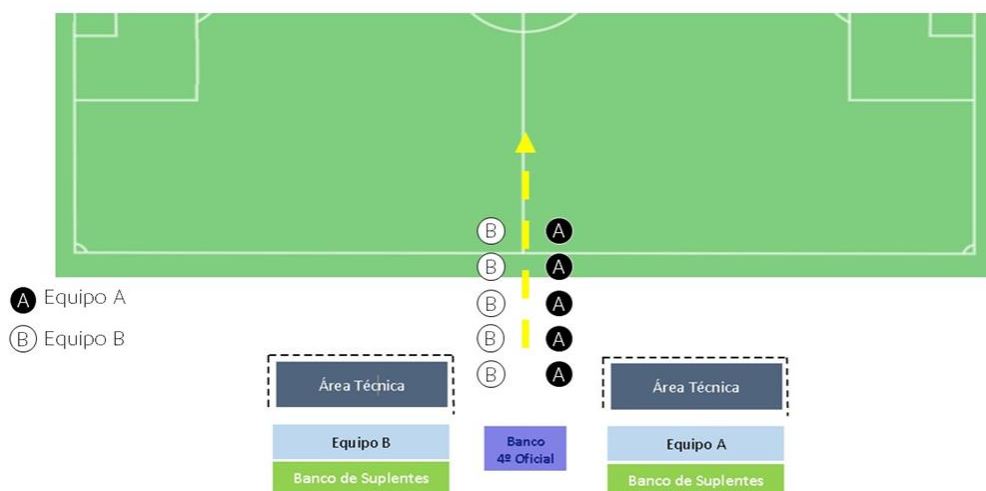 B A
B A
A Equipo A
B A
B Equipo B
B A
B A
Área Técnica
Área Técnica
Equipo B
Banco
4º Oficial
Equipo A
Banco de Suplentes
Banco de Suplentes